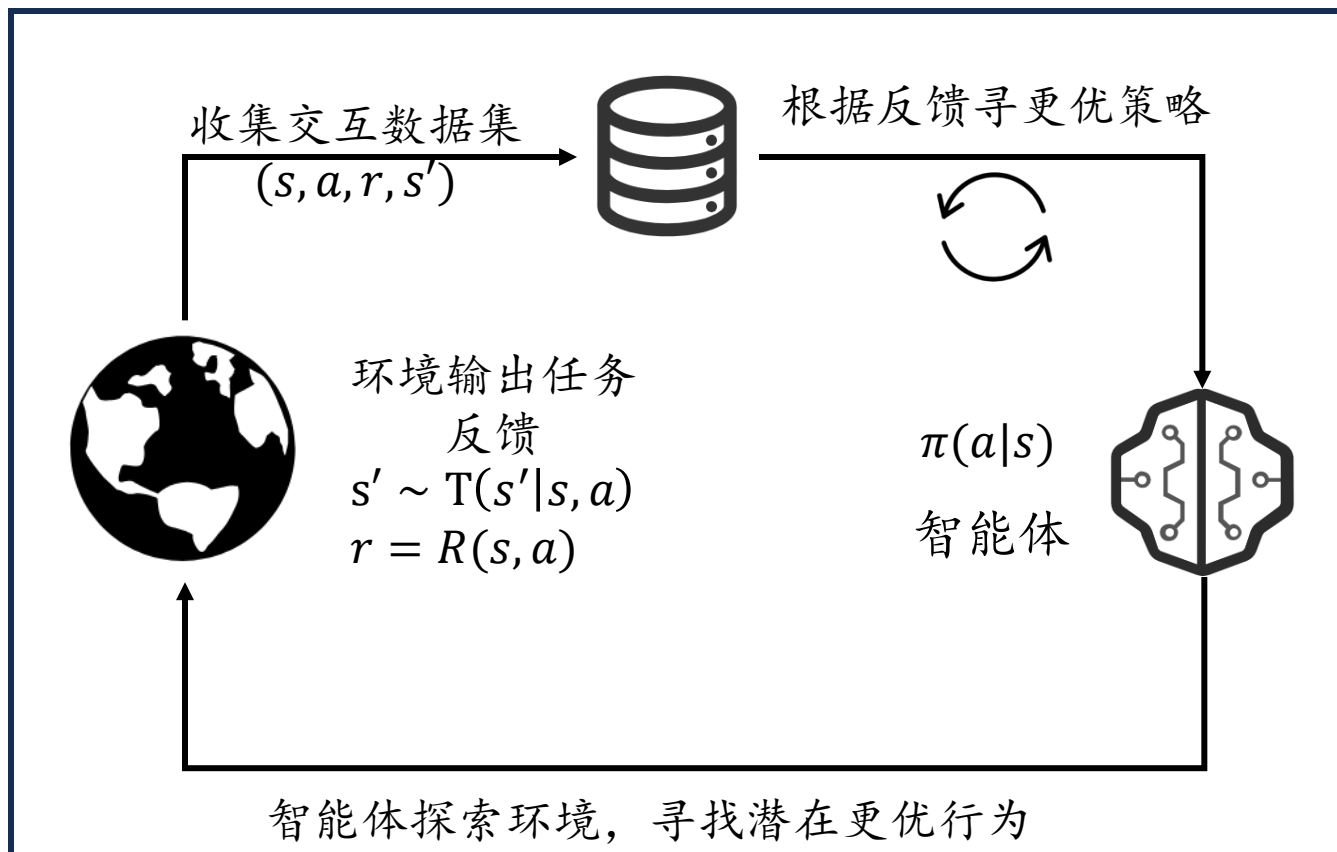 收集交互数据集
(s, a, r, s′)
根据反馈寻更优策略
环境输出任务
反馈
s′ ~ T(s′|s, a)
r = R(s, a)
π(a|s)
智能体
智能体探索环境，寻找潜在更优行为